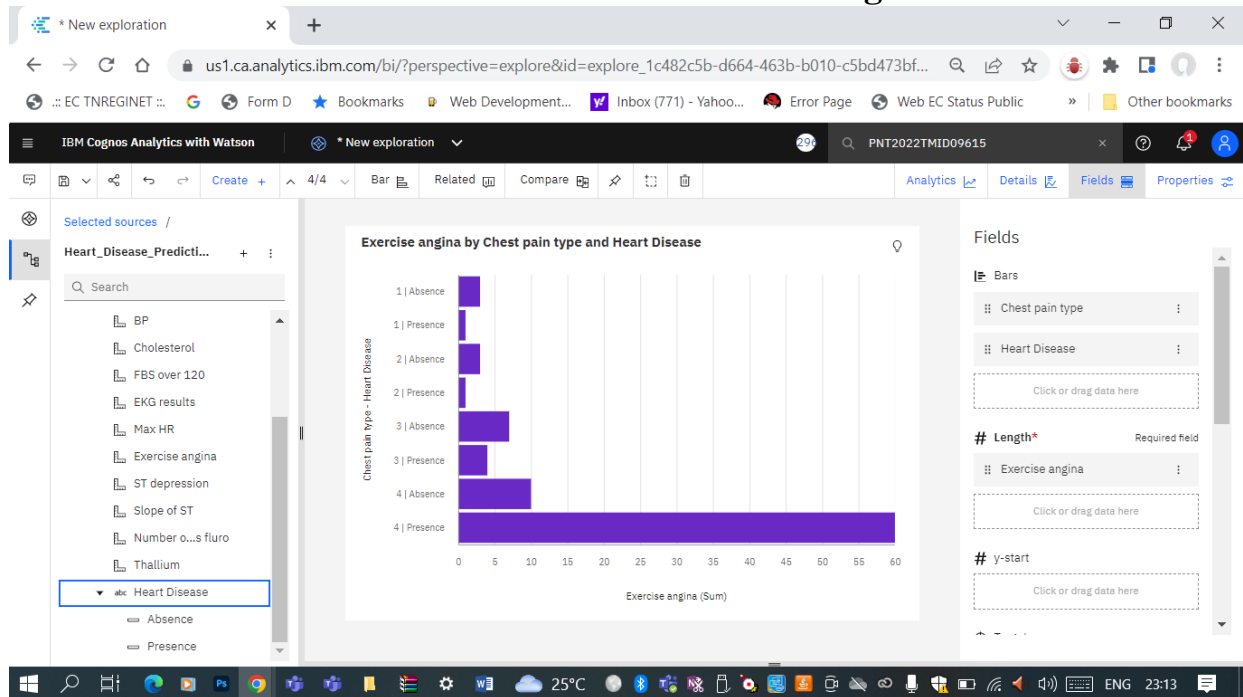 * New exploration
us1.ca.analytics.ibm.com/bi/?perspective=explore&id=explore_1c482c5b-d664-463b-b010-c5bd473bf...
.:: EC TNREGINET ::.
G
Form D
Bookmarks
Web Development...
Inbox (771) - Yahoo...
Error Page
Web EC Status Public
»
Other bookmarks
IBM Cognos Analytics with Watson
* New exploration
296
PNT2022TMID09615
1
Create +
4/4
Bar
Related
Compare
Analytics
Details
Fields
Properties
Selected sources /
Heart_Disease_Predicti...
Search
BP
Cholesterol
FBS over 120
EKG results
Max HR
Exercise angina
ST depression
Slope of ST
Number o...s fluro
Thallium
abc Heart Disease
Absence
Presence
Exercise angina by Chest pain type and Heart Disease
Chest pain type - Heart Disease
1 | Absence
1 | Presence
2 | Absence
2 | Presence
3 | Absence
3 | Presence
4 | Absence
4 | Presence
0 5 10 15 20 25 30 35 40 45 50 55 60
Exercise angina (Sum)
Fields
Bars
Chest pain type
Heart Disease
Click or drag data here
# Length* Required field
Exercise angina
Click or drag data here
# y-start
Click or drag data here
25°C
ENG 23:13